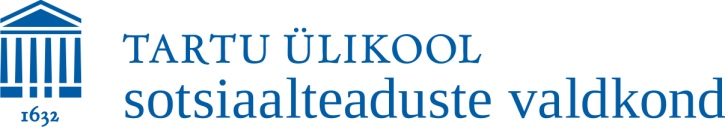 TARTU ÜLIKOOL
sotsiaalteaduste valdkond
1632